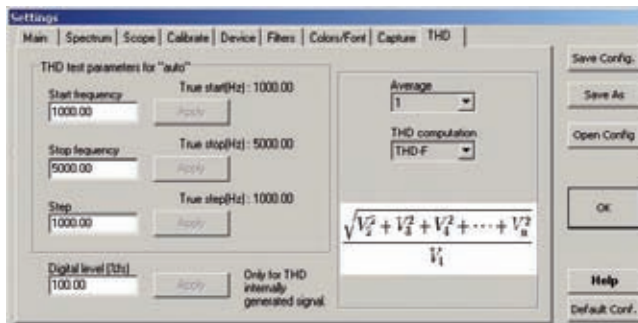 Settings
Main Spectrum Scope Calibrate Device Filters Colors/Font Capture THD
THD test parameters for "auto"
Start frequency
True start(Hz) : 1000.00
1000.00
Apply
Stop fequency
True stop(Hz) : 5000.00
5000.00
Apply
Step
True step(Hz) : 1000.00
1000.00
Apply
Digital level (%fs)
100.00
Apply
Only for THD
internally
generated signal
Average
1
THD computation
THD-F
√(V₂² + V₃² + V₄² + ⋯ + Vₙ²)
V₁
Save Config.
Save As
Open Config
OK
Help
Default Conf.